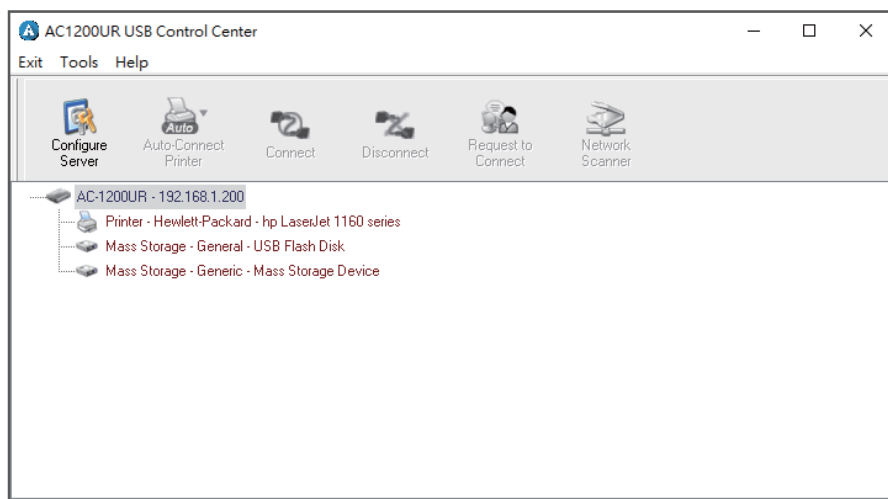 AC1200UR USB Control Center
Exit Tools Help
Configure Server
Auto
Auto-Connect Printer
Connect
Disconnect
Request to Connect
Network Scanner
AC-1200UR - 192.168.1.200
Printer - Hewlett-Packard - hp LaserJet 1160 series
Mass Storage - General - USB Flash Disk
Mass Storage - Generic - Mass Storage Device